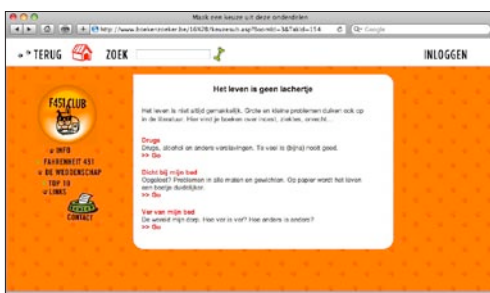 Maak een keuze uit deze onderdelen
Google
TERUG
ZOEK
INLOGGEN
F451 CLUB
INFO
FAHRENHEIT 451
DE WEDDENSCHAP
TOP 10
LINKS
CONTACT
Het leven is geen lachertje
Het leven is niet altijd gemakkelijk. Grote en kleine problemen duiken ook op
in de literatuur. Hier vind je boeken over incest, ziektes, onrecht...
Drugs
Drugs, alcohol en andere verslavingen. Te veel is (bijna) nooit goed.
>> Go
Dicht bij mijn bed
Opgelost? Problemen in alle maten en gewichten. Op papier wordt het leven
een beetje duidelijker.
>> Go
Ver van mijn bed
De wereld mijn dorp. Hoe ver is ver? Hoe anders is anders?
>> Go